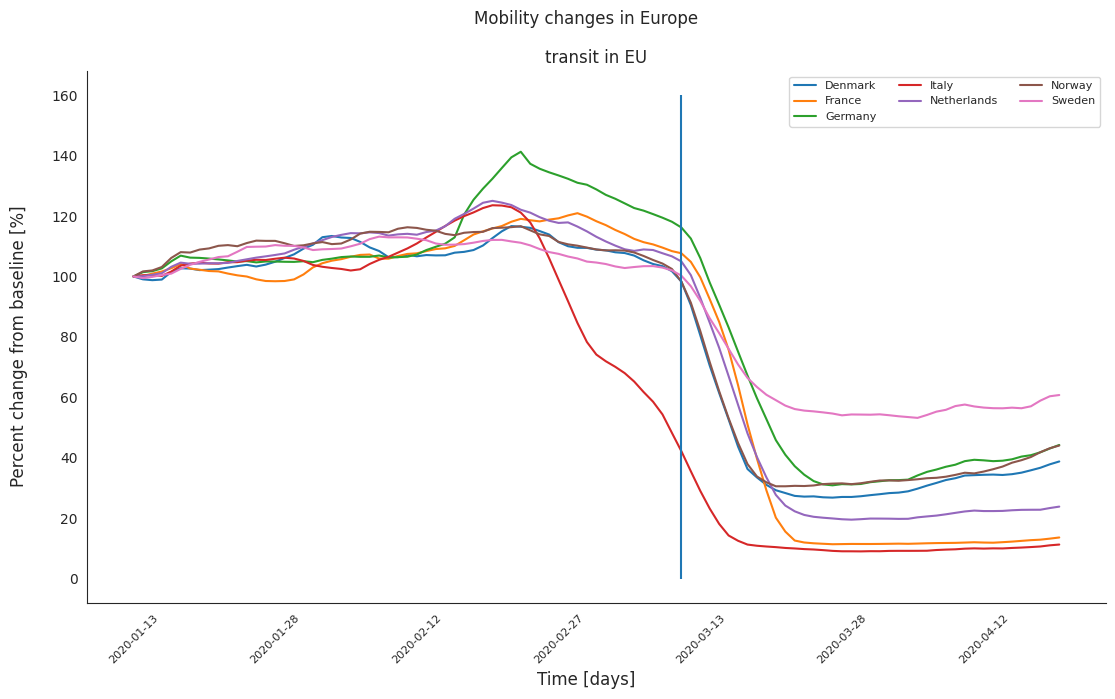 Mobility changes in Europe
transit in EU
Denmark
France
Germany
Italy
Netherlands
Norway
Sweden
Percent change from baseline [%]
160
140
120
100
80
60
40
20
0
2020-01-13
2020-01-28
2020-02-12
2020-02-27
2020-03-13
2020-03-28
2020-04-12
Time [days]